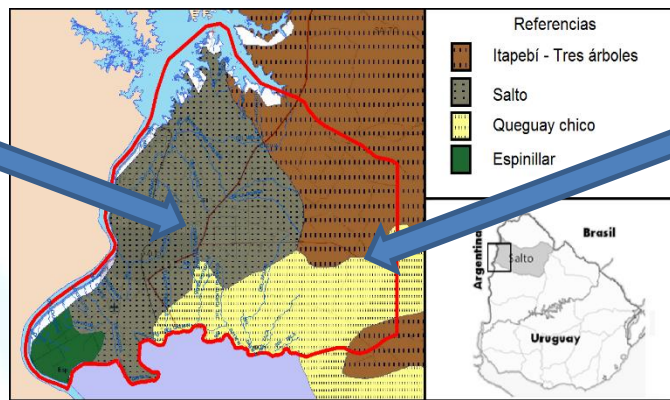 Referencias
Itapebí - Tres árboles
Salto
Queguay chico
Espinillar
Argentina
Brasil
Salto
Uruguay